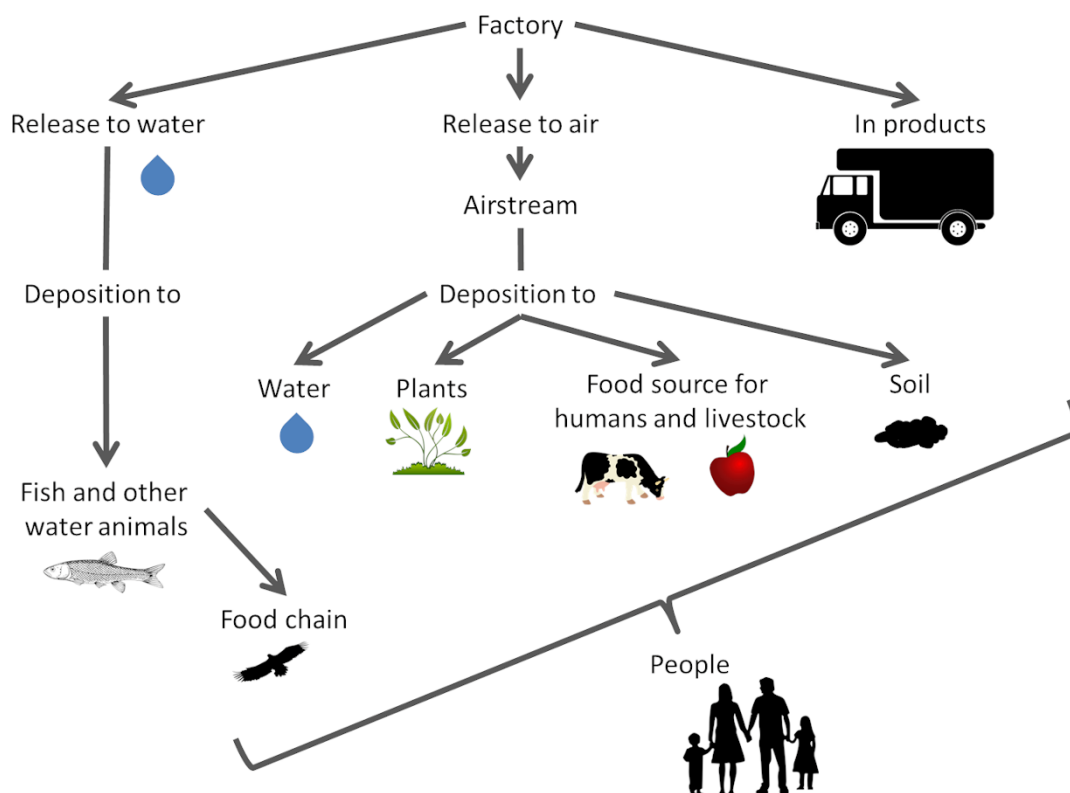 Factory
Release to water
Release to air
In products
Airstream
Deposition to
Deposition to
Water
Plants
Food source for
humans and livestock
Soil
Fish and other
water animals
Food chain
People